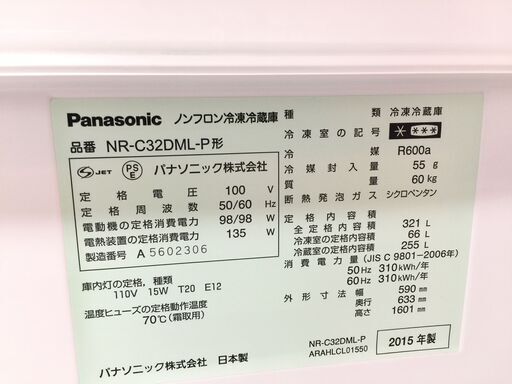 Panasonic ノンフロン冷凍冷蔵庫
品番 NR-C32DML-P形
S JET PS E パナソニック株式会社
定格電圧 100 V
定格周波数 50/60 Hz
電動機の定格消費電力 98/98 W
電熱装置の定格消費電力 135 W
製造番号 A 5602306
庫内灯の定格,種類
110V 15W T20 E12
温度ヒューズの定格動作温度
70℃(霜取用)
パナソニック株式会社 日本製
種類 冷凍冷蔵庫
冷凍室の記号 * ***
冷媒 R600a
冷媒封入量 55 g
質量 60 kg
断熱発泡ガス シクロペンタン
定格内容積
全定格内容積 321 L
冷凍室の定格内容積 66 L
冷蔵室の定格内容積 255 L
消費電力量(JIS C 9801-2006年)
50Hz 310kWh/年
60Hz 310kWh/年
外形寸法 幅 590 mm
奥行 633 mm
高さ 1601 mm
NR-C32DML-P
ARAHLCL01550
2015年製